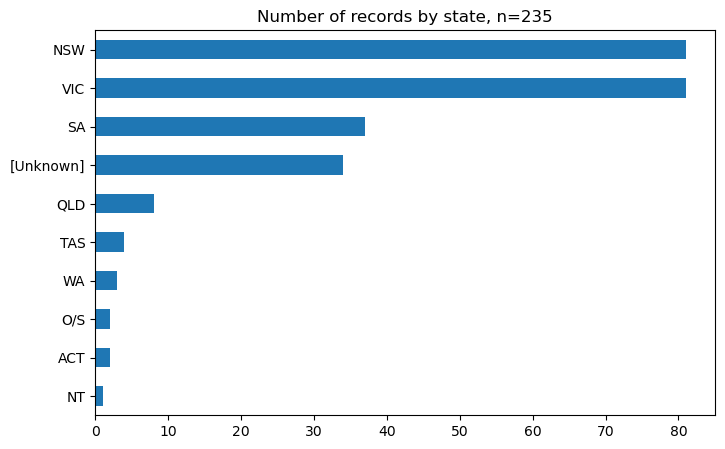 Number of records by state, n=235
NSW
VIC
SA
[Unknown]
QLD
TAS
WA
O/S
ACT
NT
0 10 20 30 40 50 60 70 80